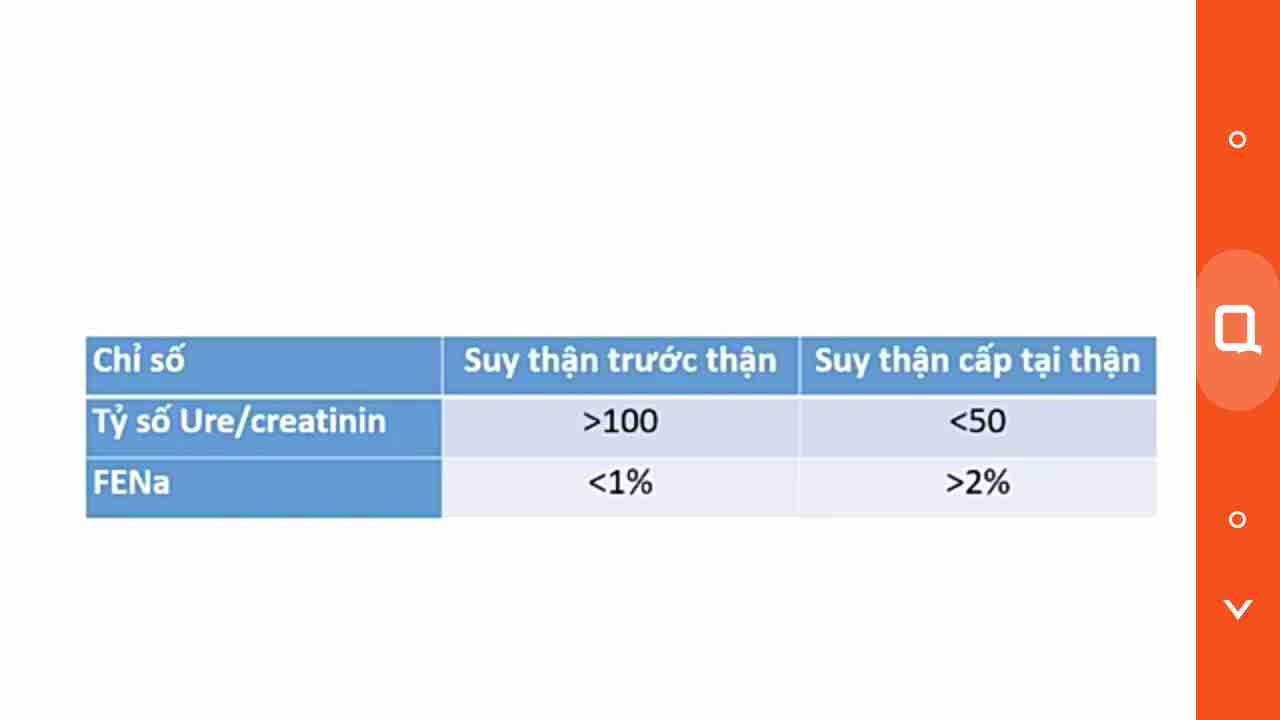 Chỉ số Suy thận trước thận Suy thận cấp tại thận
Tỷ số Ure/creatinin >100 <50
FENa <1% >2%